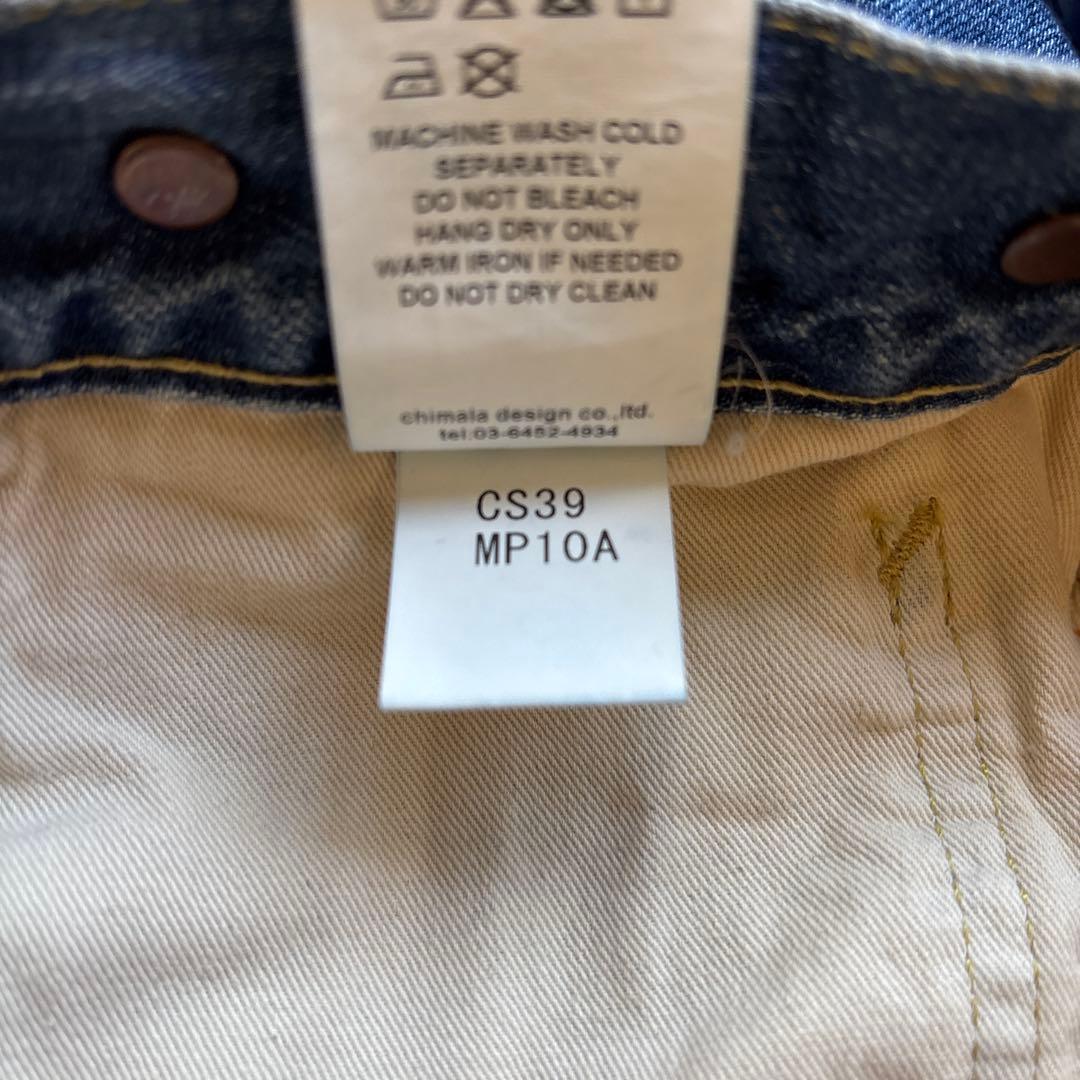 MACHINE WASH COLD
SEPARATELY
DO NOT BLEACH
HANG DRY ONLY
WARM IRON IF NEEDED
DO NOT DRY CLEAN
chimala design co.,ltd.
tel:03-6452-4934
CS39
MP10A